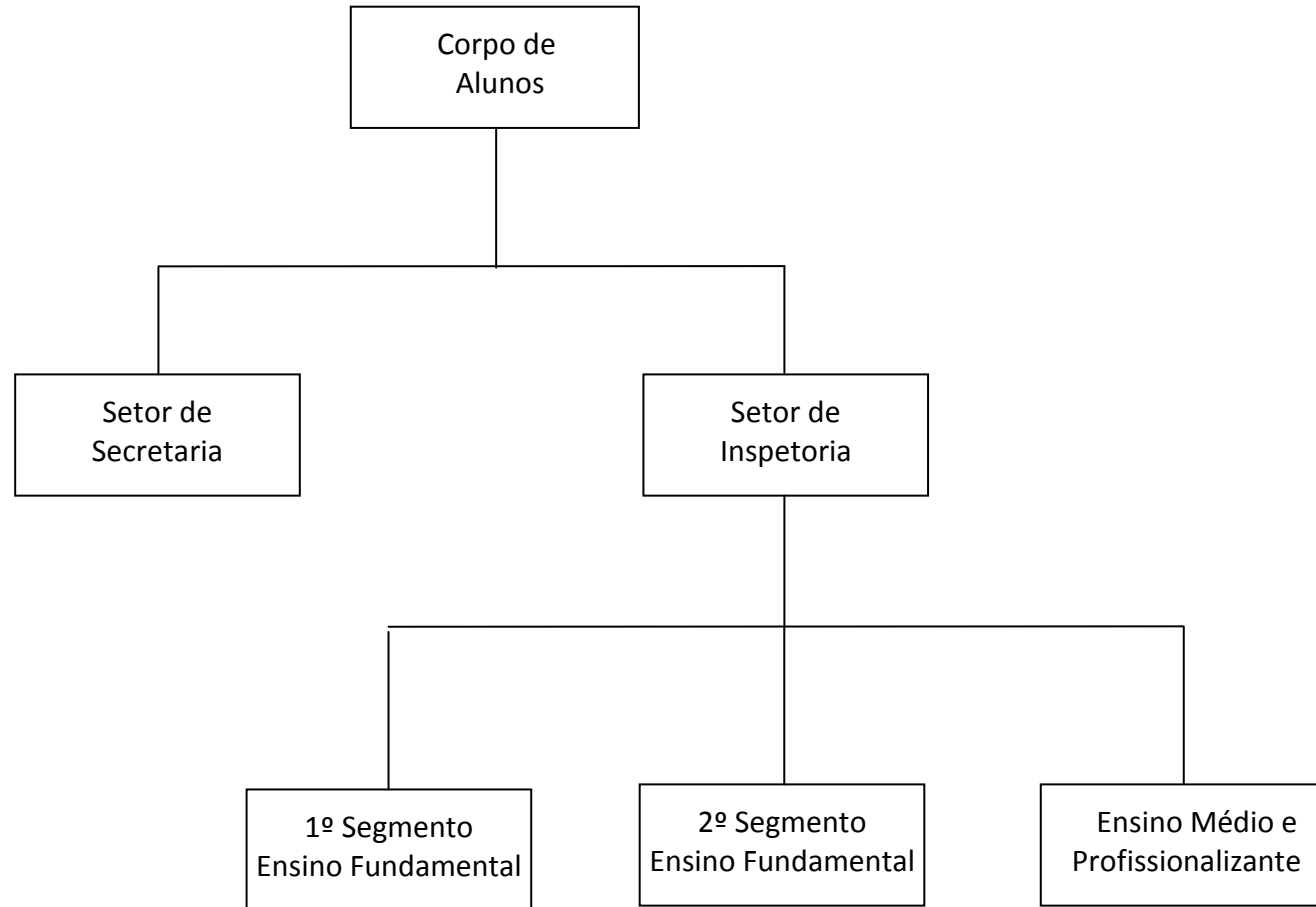 Corpo de
Alunos
Setor de
Secretaria
Setor de
Inspetoria
1º Segmento
Ensino Fundamental
2º Segmento
Ensino Fundamental
Ensino Médio e
Profissionalizante